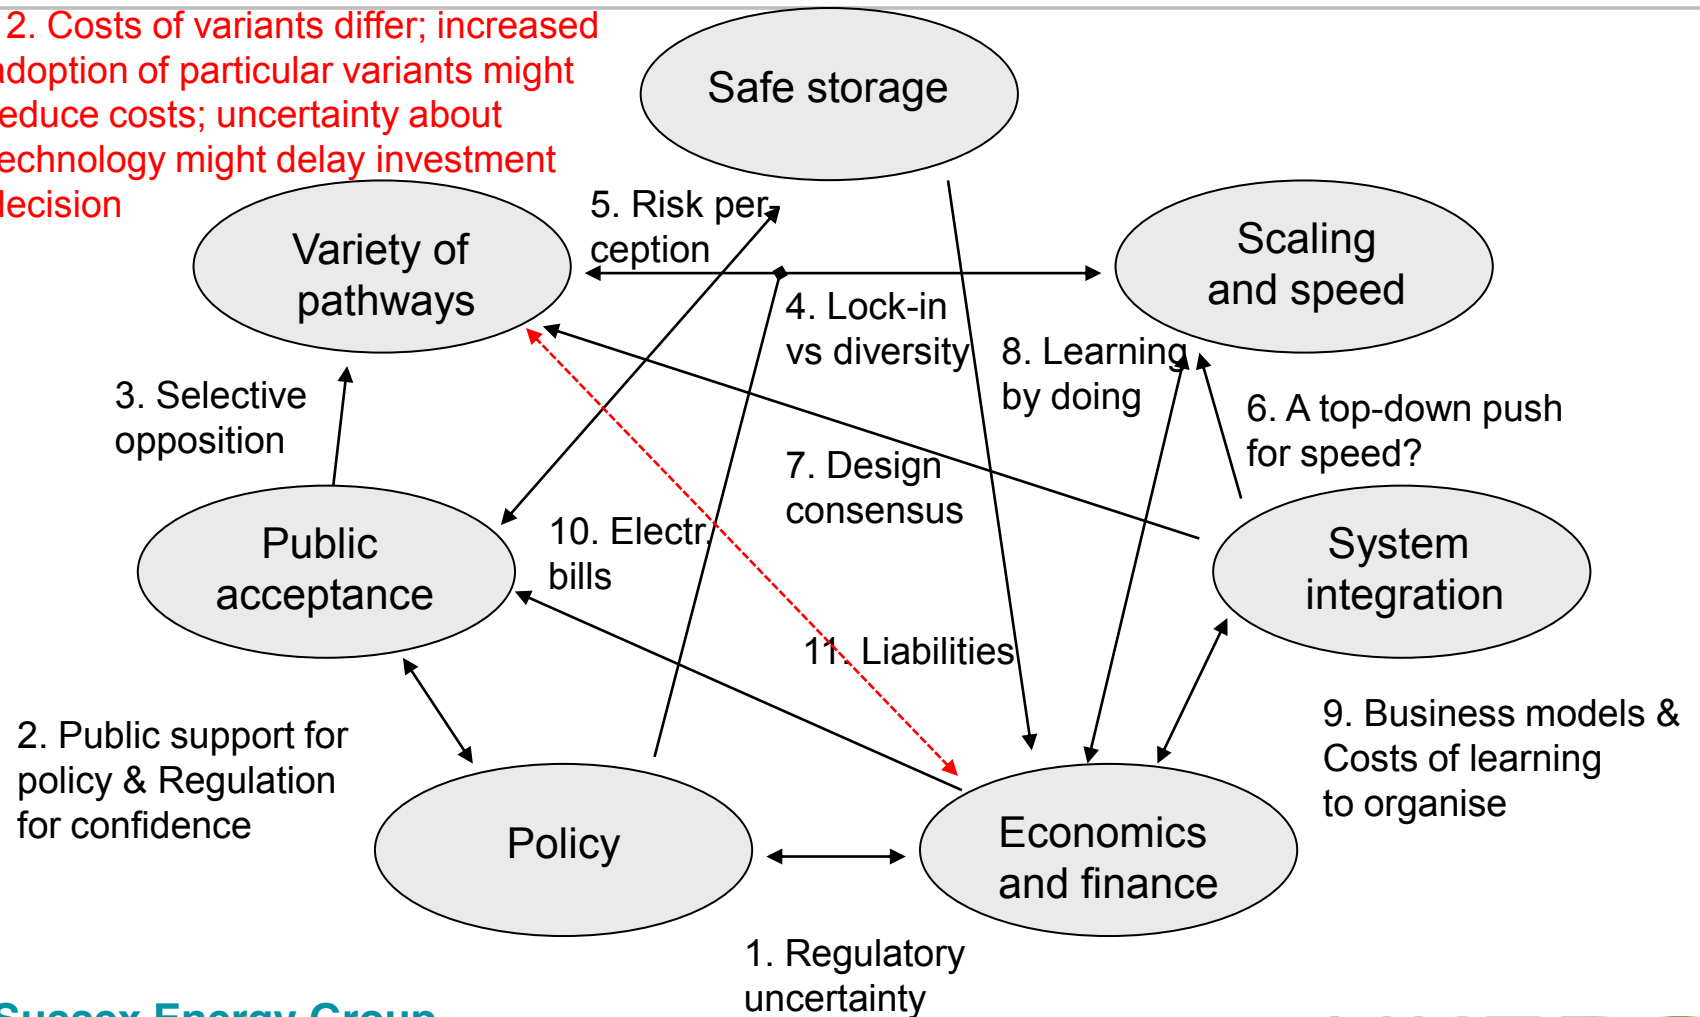 2. Costs of variants differ; increased
adoption of particular variants might
reduce costs; uncertainty about
technology might delay investment
decision
Safe storage
5. Risk per-
ception
Variety of
pathways
Scaling
and speed
4. Lock-in
vs diversity
8. Learning
by doing
3. Selective
opposition
6. A top-down push
for speed?
7. Design
consensus
10. Electr.
bills
Public
acceptance
System
integration
11. Liabilities
2. Public support for
policy & Regulation
for confidence
9. Business models &
Costs of learning
to organise
Policy
Economics
and finance
1. Regulatory
uncertainty
Sussex Energy Group